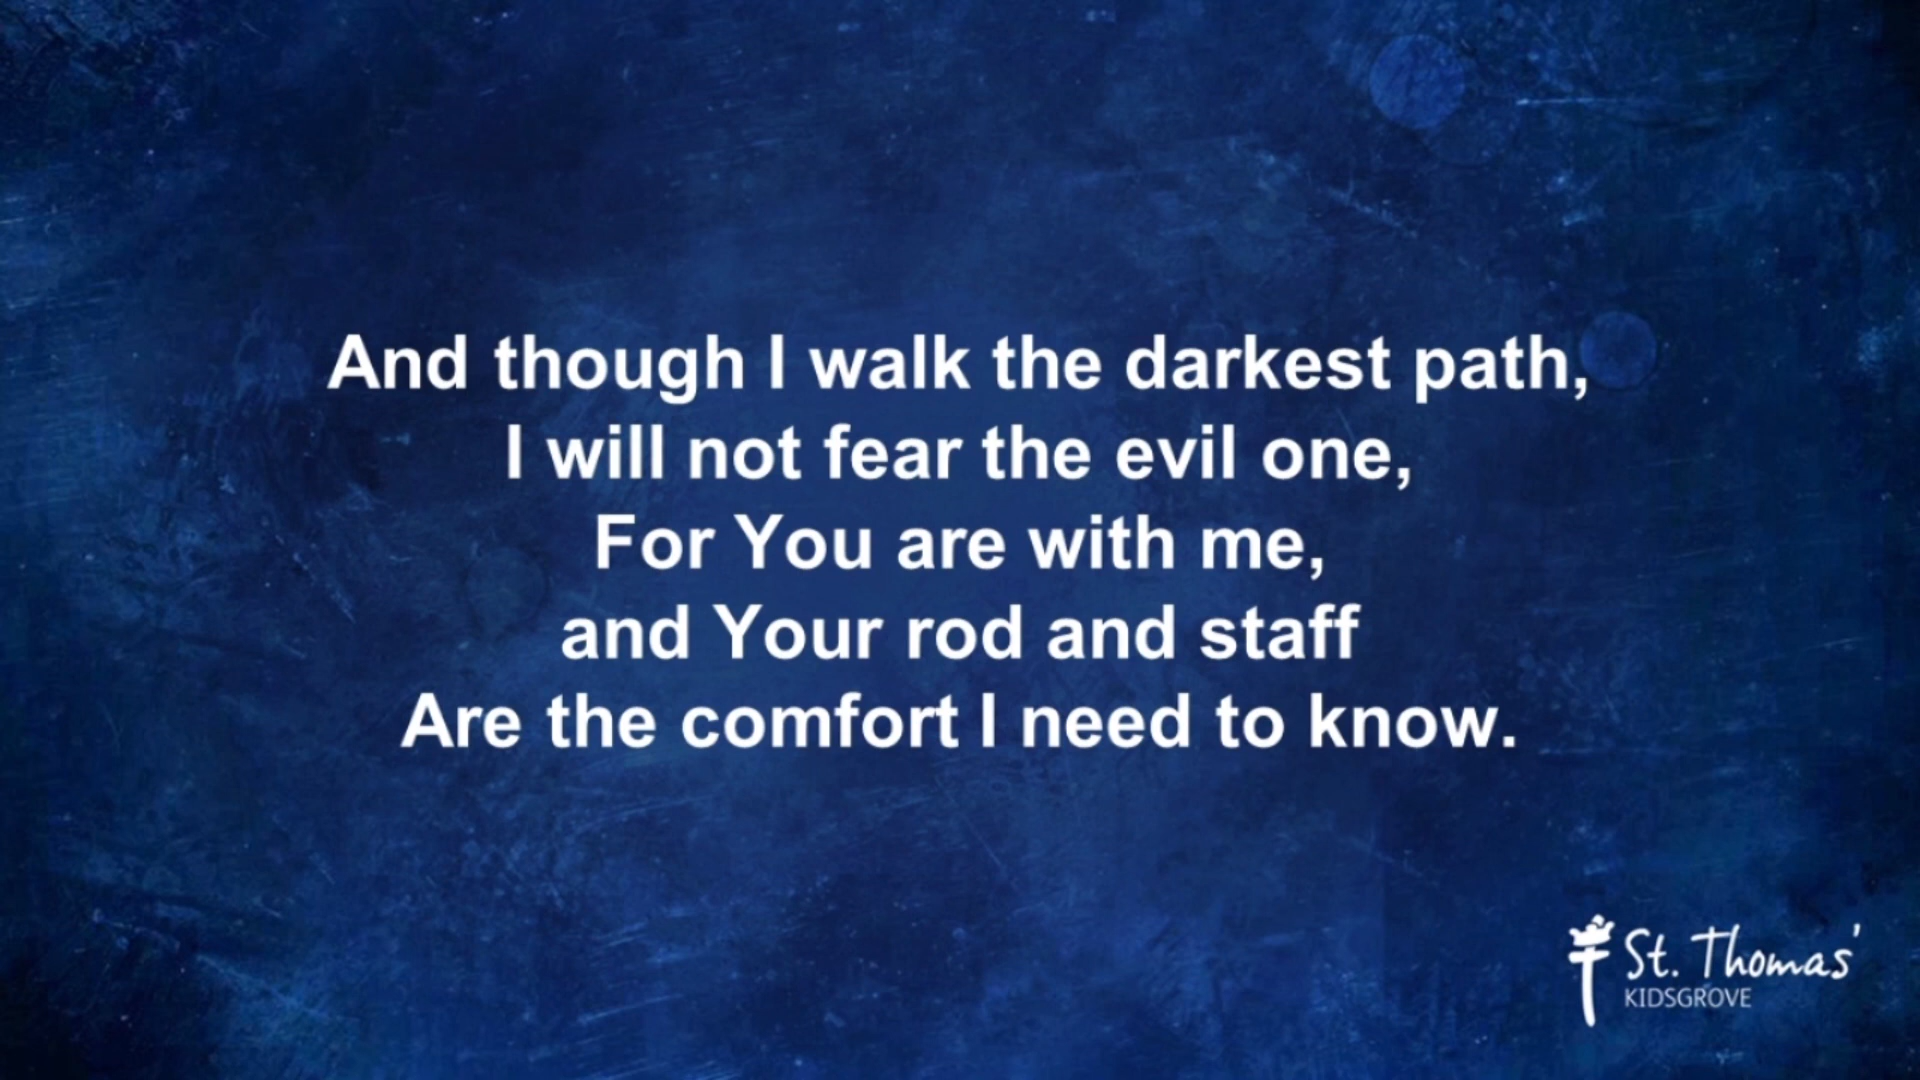 And though I walk the darkest path,
I will not fear the evil one,
For You are with me,
and Your rod and staff
Are the comfort I need to know.
St. Thomas'
KIDSGROVE